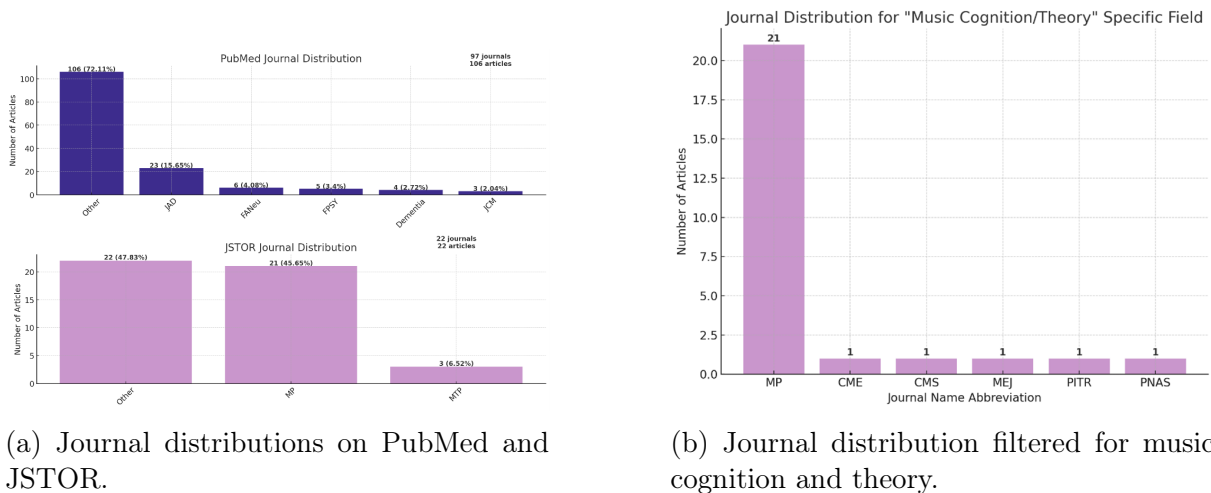 PubMed Journal Distribution
97 journals
106 articles
Number of Articles
100
80
60
40
20
0
106 (72.11%)
23 (15.65%)
6 (4.08%)
5 (3.4%)
4 (2.72%)
3 (2.04%)
Other
JAD
FANeu
FPSY
Dementia
JCM
JSTOR Journal Distribution
22 journals
22 articles
Number of Articles
20
15
10
5
0
22 (47.83%)
21 (45.65%)
3 (6.52%)
Other
MP
MTP
(a) Journal distributions on PubMed and
JSTOR.
Journal Distribution for "Music Cognition/Theory" Specific Field
Number of Articles
20.0
17.5
15.0
12.5
10.0
7.5
5.0
2.5
0.0
21
1
1
1
1
1
MP
CME
CMS
MEJ
PITR
PNAS
Journal Name Abbreviation
(b) Journal distribution filtered for music
cognition and theory.